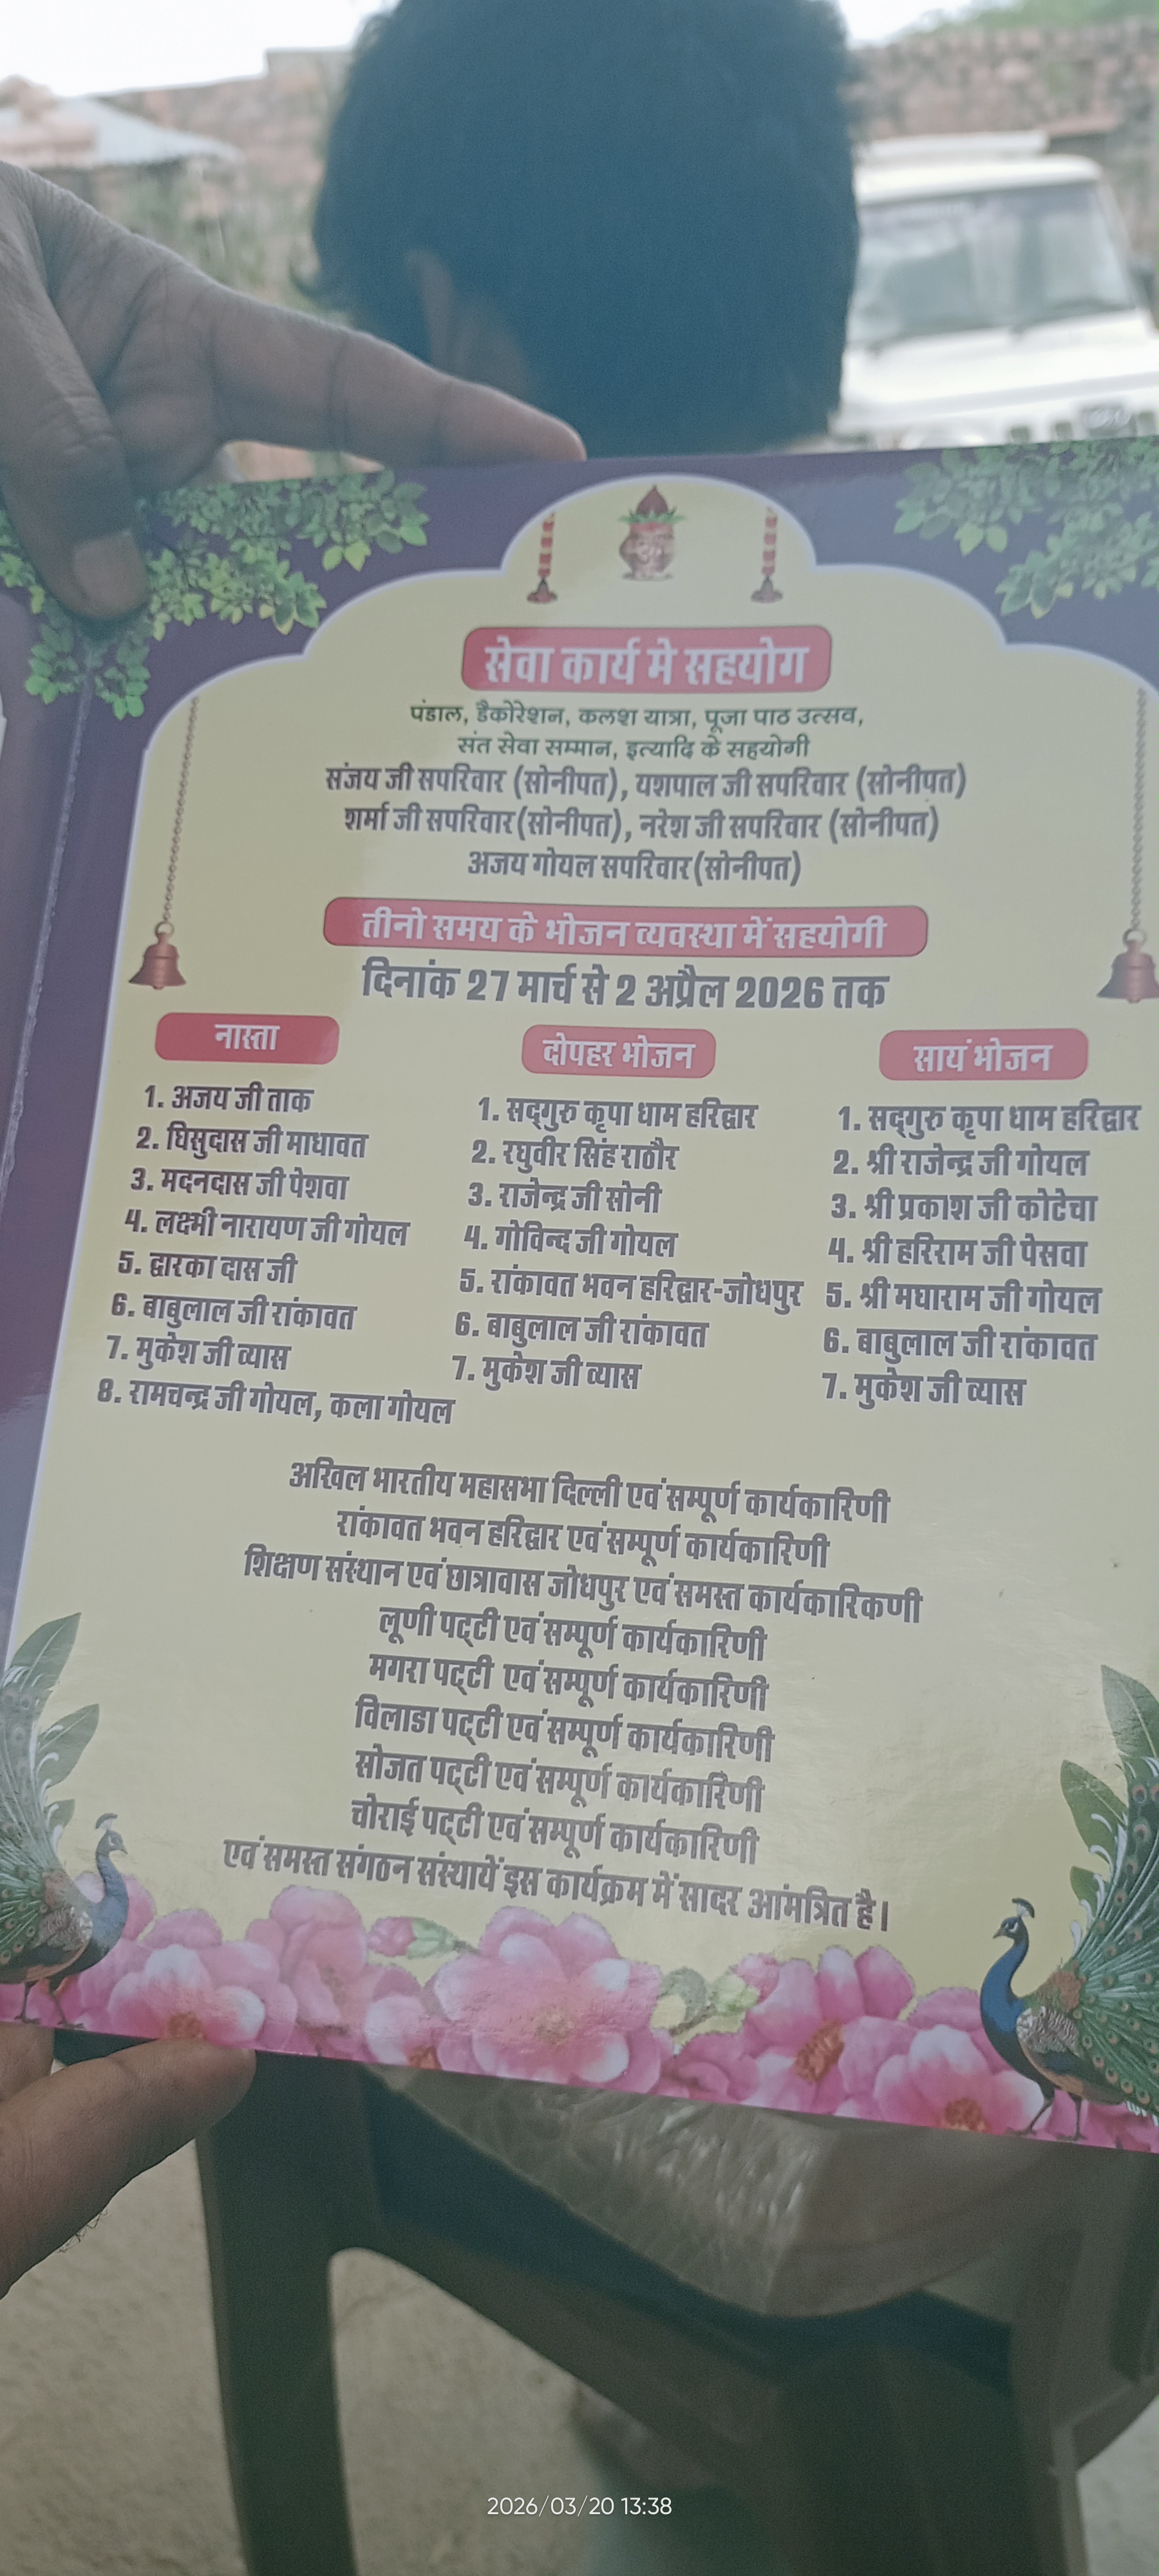 सेवा कार्य मे सहयोग
पंडाल, डैकोरेशन, कलश यात्रा, पूजा पाठ उत्सव,
संत सेवा सम्मान, इत्यादि के सहयोगी
संजय जी सपरिवार (सोनीपत), यशपाल जी सपरिवार (सोनीपत)
शर्मा जी सपरिवार(सोनीपत), नरेश जी सपरिवार (सोनीपत)
अजय गोयल सपरिवार(सोनीपत)
तीनो समय के भोजन व्यवस्था में सहयोगी
दिनांक 27 मार्च से 2 अप्रैल 2026 तक
नास्ता
1. अजय जी ताक
2. घिसुदास जी माधावत
3. मदनदास जी पेशवा
4. लक्ष्मी नारायण जी गोयल
5. द्वारका दास जी
6. बाबुलाल जी रांकावत
7. मुकेश जी व्यास
8. रामचन्द्र जी गोयल, कला गोयल
दोपहर भोजन
1. सद्गुरु कृपा धाम हरिद्वार
2. रघुवीर सिंह राठौर
3. राजेन्द्र जी सोनी
4. गोविन्द जी गोयल
5. रांकावत भवन हरिद्वार-जोधपुर
6. बाबुलाल जी रांकावत
7. मुकेश जी व्यास
सायं भोजन
1. सद्गुरु कृपा धाम हरिद्वार
2. श्री राजेन्द्र जी गोयल
3. श्री प्रकाश जी कोटेचा
4. श्री हरिराम जी पेसवा
5. श्री मघाराम जी गोयल
6. बाबुलाल जी रांकावत
7. मुकेश जी व्यास
अखिल भारतीय महासभा दिल्ली एवं सम्पूर्ण कार्यकारिणी
रांकावत भवन हरिद्वार एवं सम्पूर्ण कार्यकारिणी
शिक्षण संस्थान एवं छात्रावास जोधपुर एवं समस्त कार्यकारिकणी
लूणी पट्टी एवं सम्पूर्ण कार्यकारिणी
मगरा पट्टी एवं सम्पूर्ण कार्यकारिणी
विलाडा पट्टी एवं सम्पूर्ण कार्यकारिणी
सोजत पट्टी एवं सम्पूर्ण कार्यकारिणी
चोराई पट्टी एवं सम्पूर्ण कार्यकारिणी
एवं समस्त संगठन संस्थायें इस कार्यक्रम में सादर आंमत्रित है।
2026/03/20 13:38